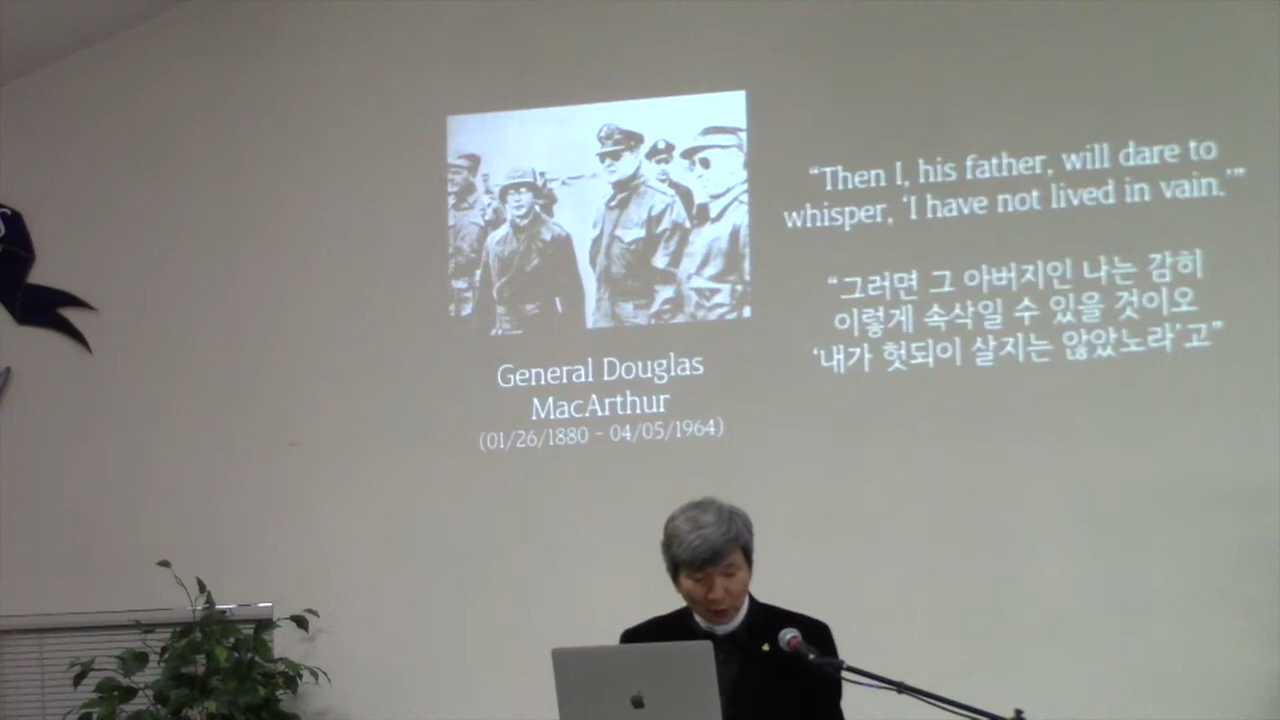 General Douglas
MacArthur
(01/26/1880 - 04/05/1964)
“Then I, his father, will dare to
whisper, ‘I have not lived in vain.’”
“그러면 그 아버지인 나는 감히
이렇게 속삭일 수 있을 것이오
‘내가 헛되이 살지는 않았노라’고”